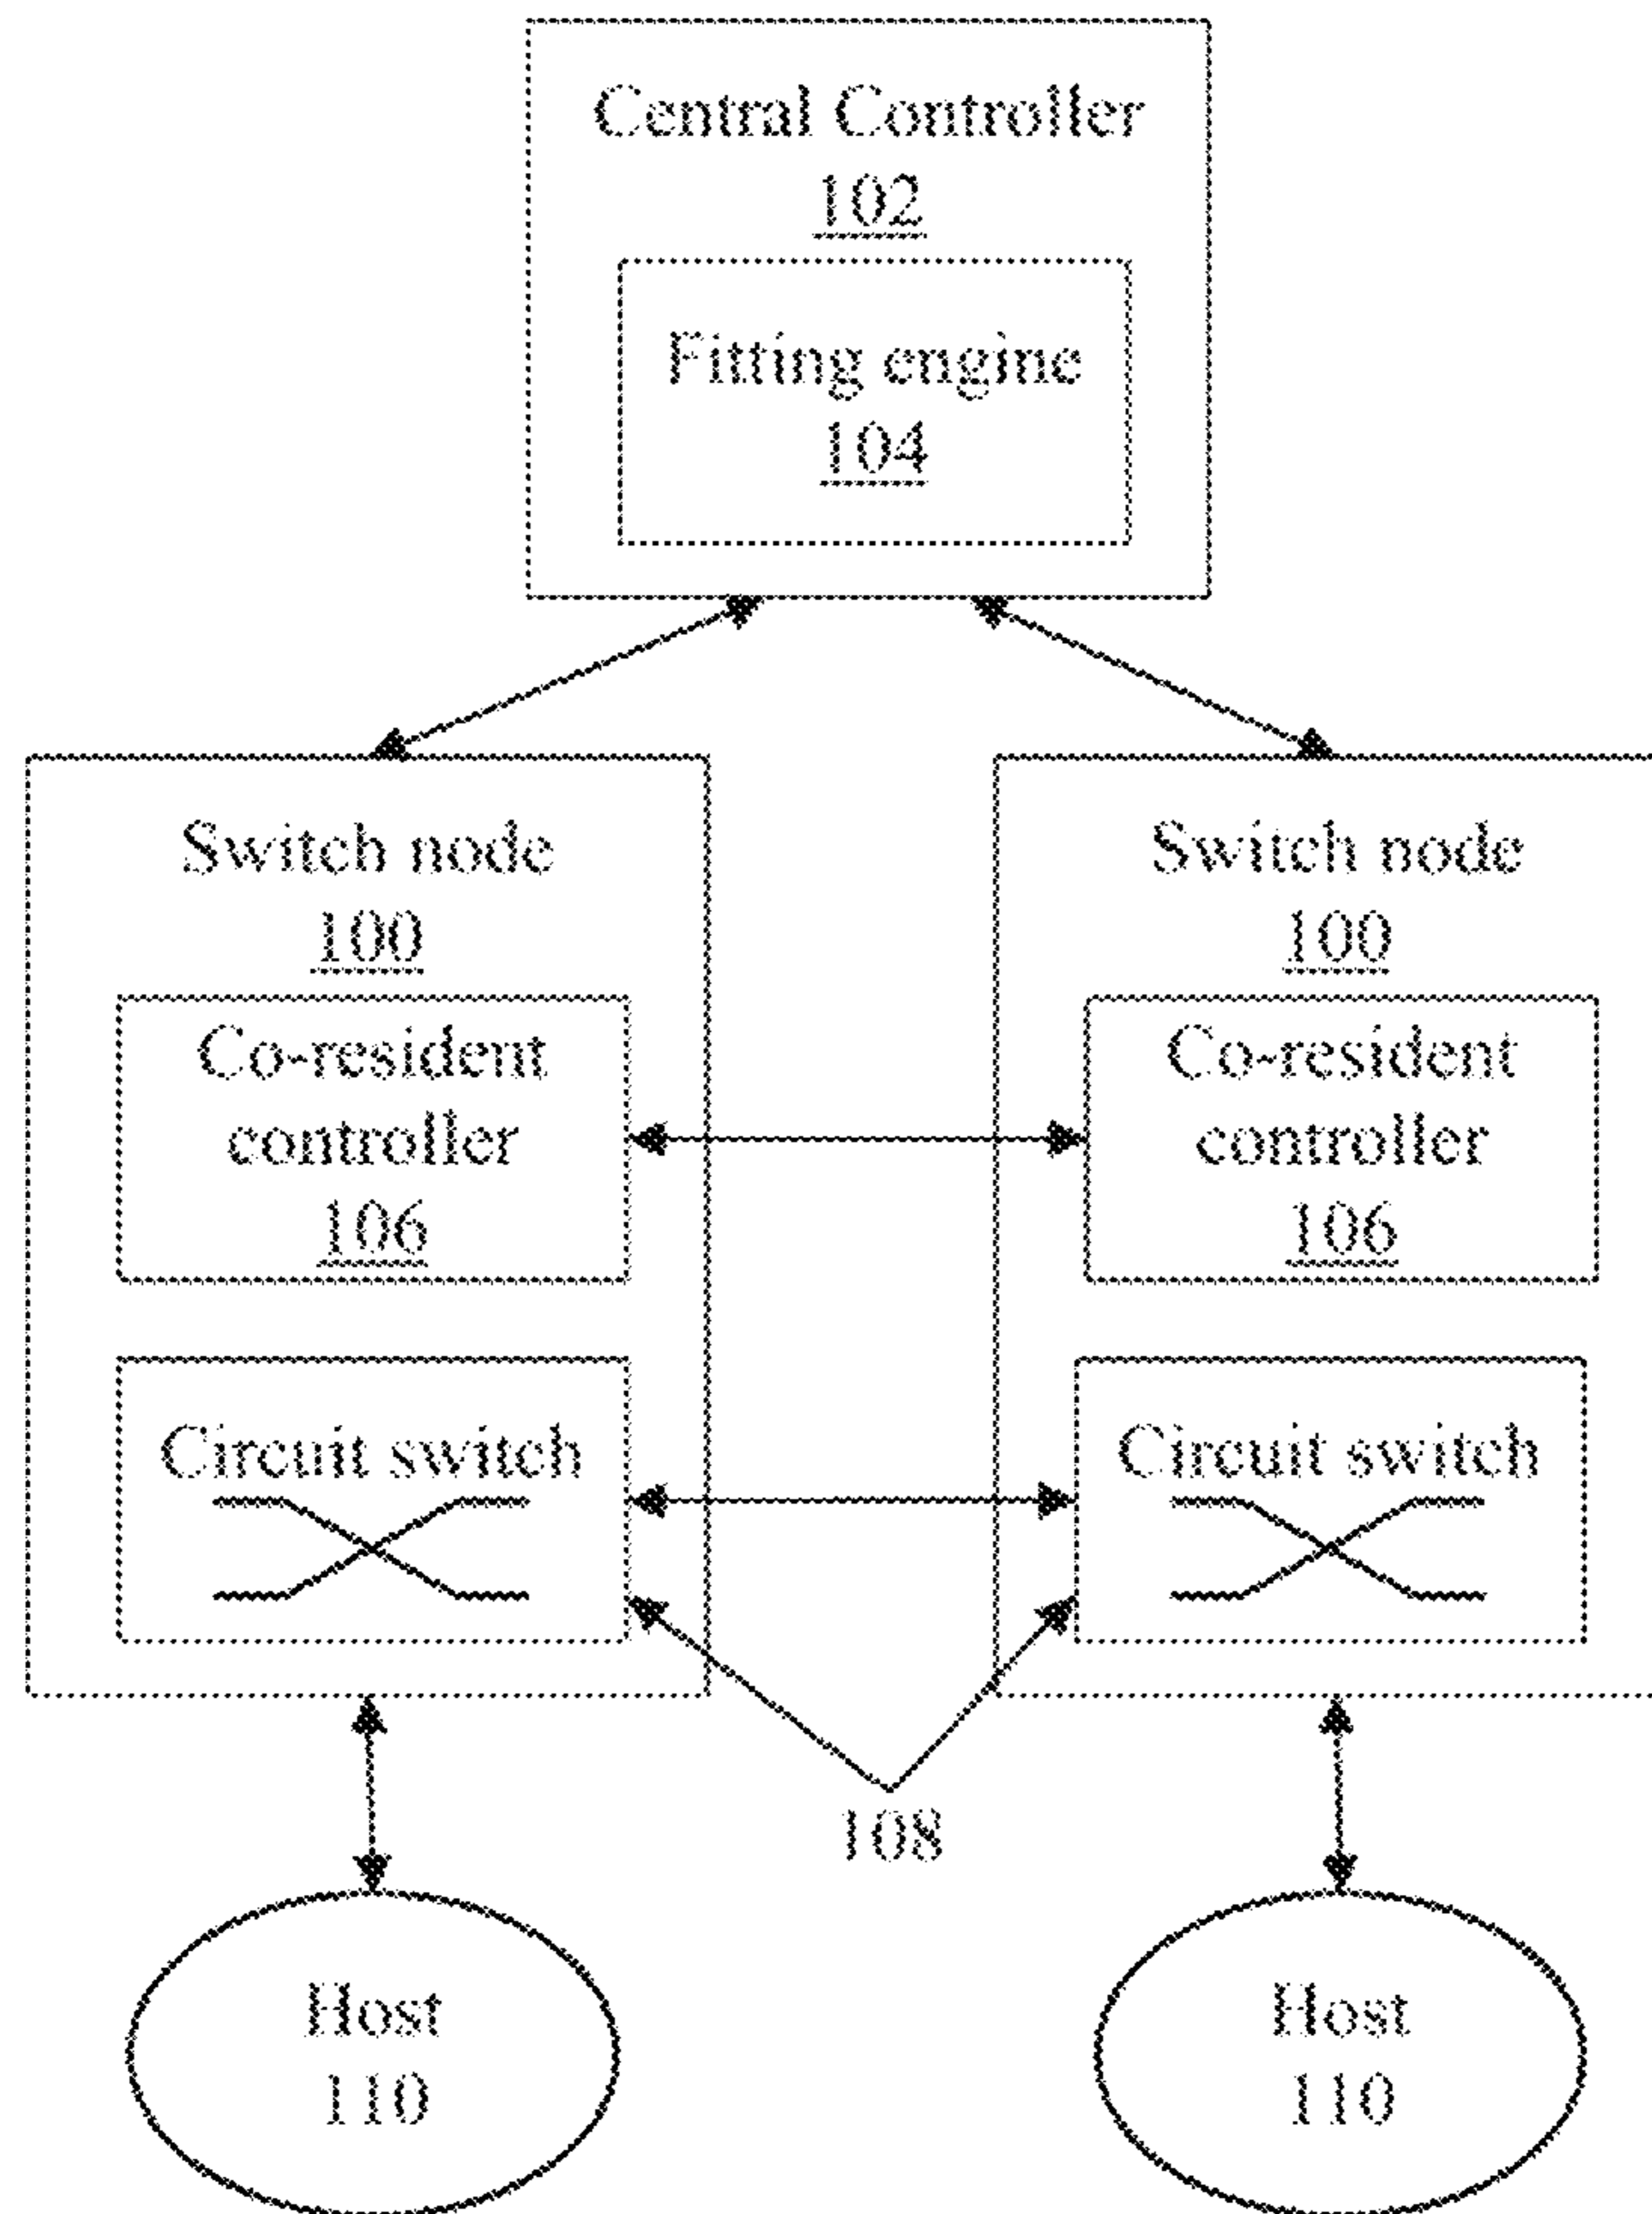 Central Controller
102
Fitting engine
104
Switch node
100
Co-resident
controller
106
Circuit switch
Switch node
100
Co-resident
controller
106
Circuit switch
108
Host
110
Host
110